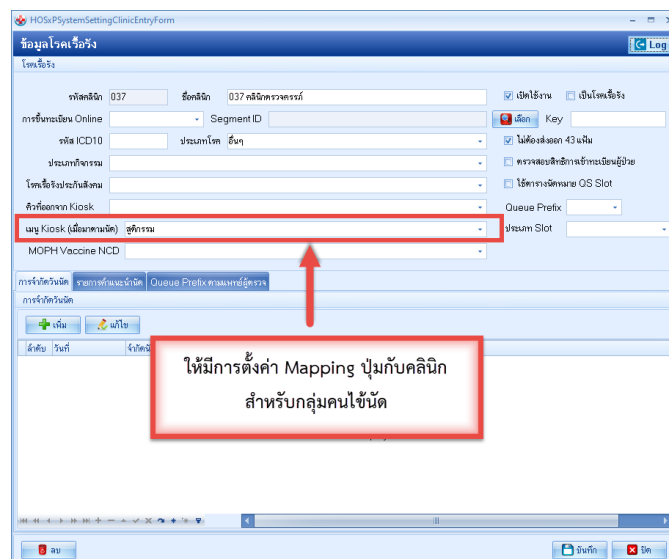 HOSxPSystemSettingClinicEntryForm
ข้อมูลโรคเรื้อรัง
Log
โรคเรื้อรัง
รหัสคลินิก 037 ชื่อคลินิก 037 คลินิกตรวจครรภ์ เปิดใช้งาน เป็นโรคเรื้อรัง
การขึ้นทะเบียน Online Segment ID เลือก Key
รหัส ICD10 ประเภทโรค อื่นๆ ไม่ต้องส่งออก 43 แฟ้ม
ประเภทกิจกรรม ตรวจสอบสิทธิการเข้าทะเบียนผู้ป่วย
โรคเรื้อรังประกันสังคม ใช้ตารางนัดหมาย QS Slot
คิวที่ออกจาก Kiosk Queue Prefix
เมนู Kiosk (เมื่อมาตามนัด) สูติกรรม ประเภท Slot
MOPH Vaccine NCD
การจำกัดวันนัด รายการคำแนะนำนัด Queue Prefix ตามแพทย์ผู้ตรวจ
การจำกัดวันนัด
เพิ่ม แก้ไข
ลำดับ วันที่
ให้มีการตั้งค่า Mapping ปุ่มกับคลินิก
สำหรับกลุ่มคนไข้นัด
ลบ บันทึก ปิด